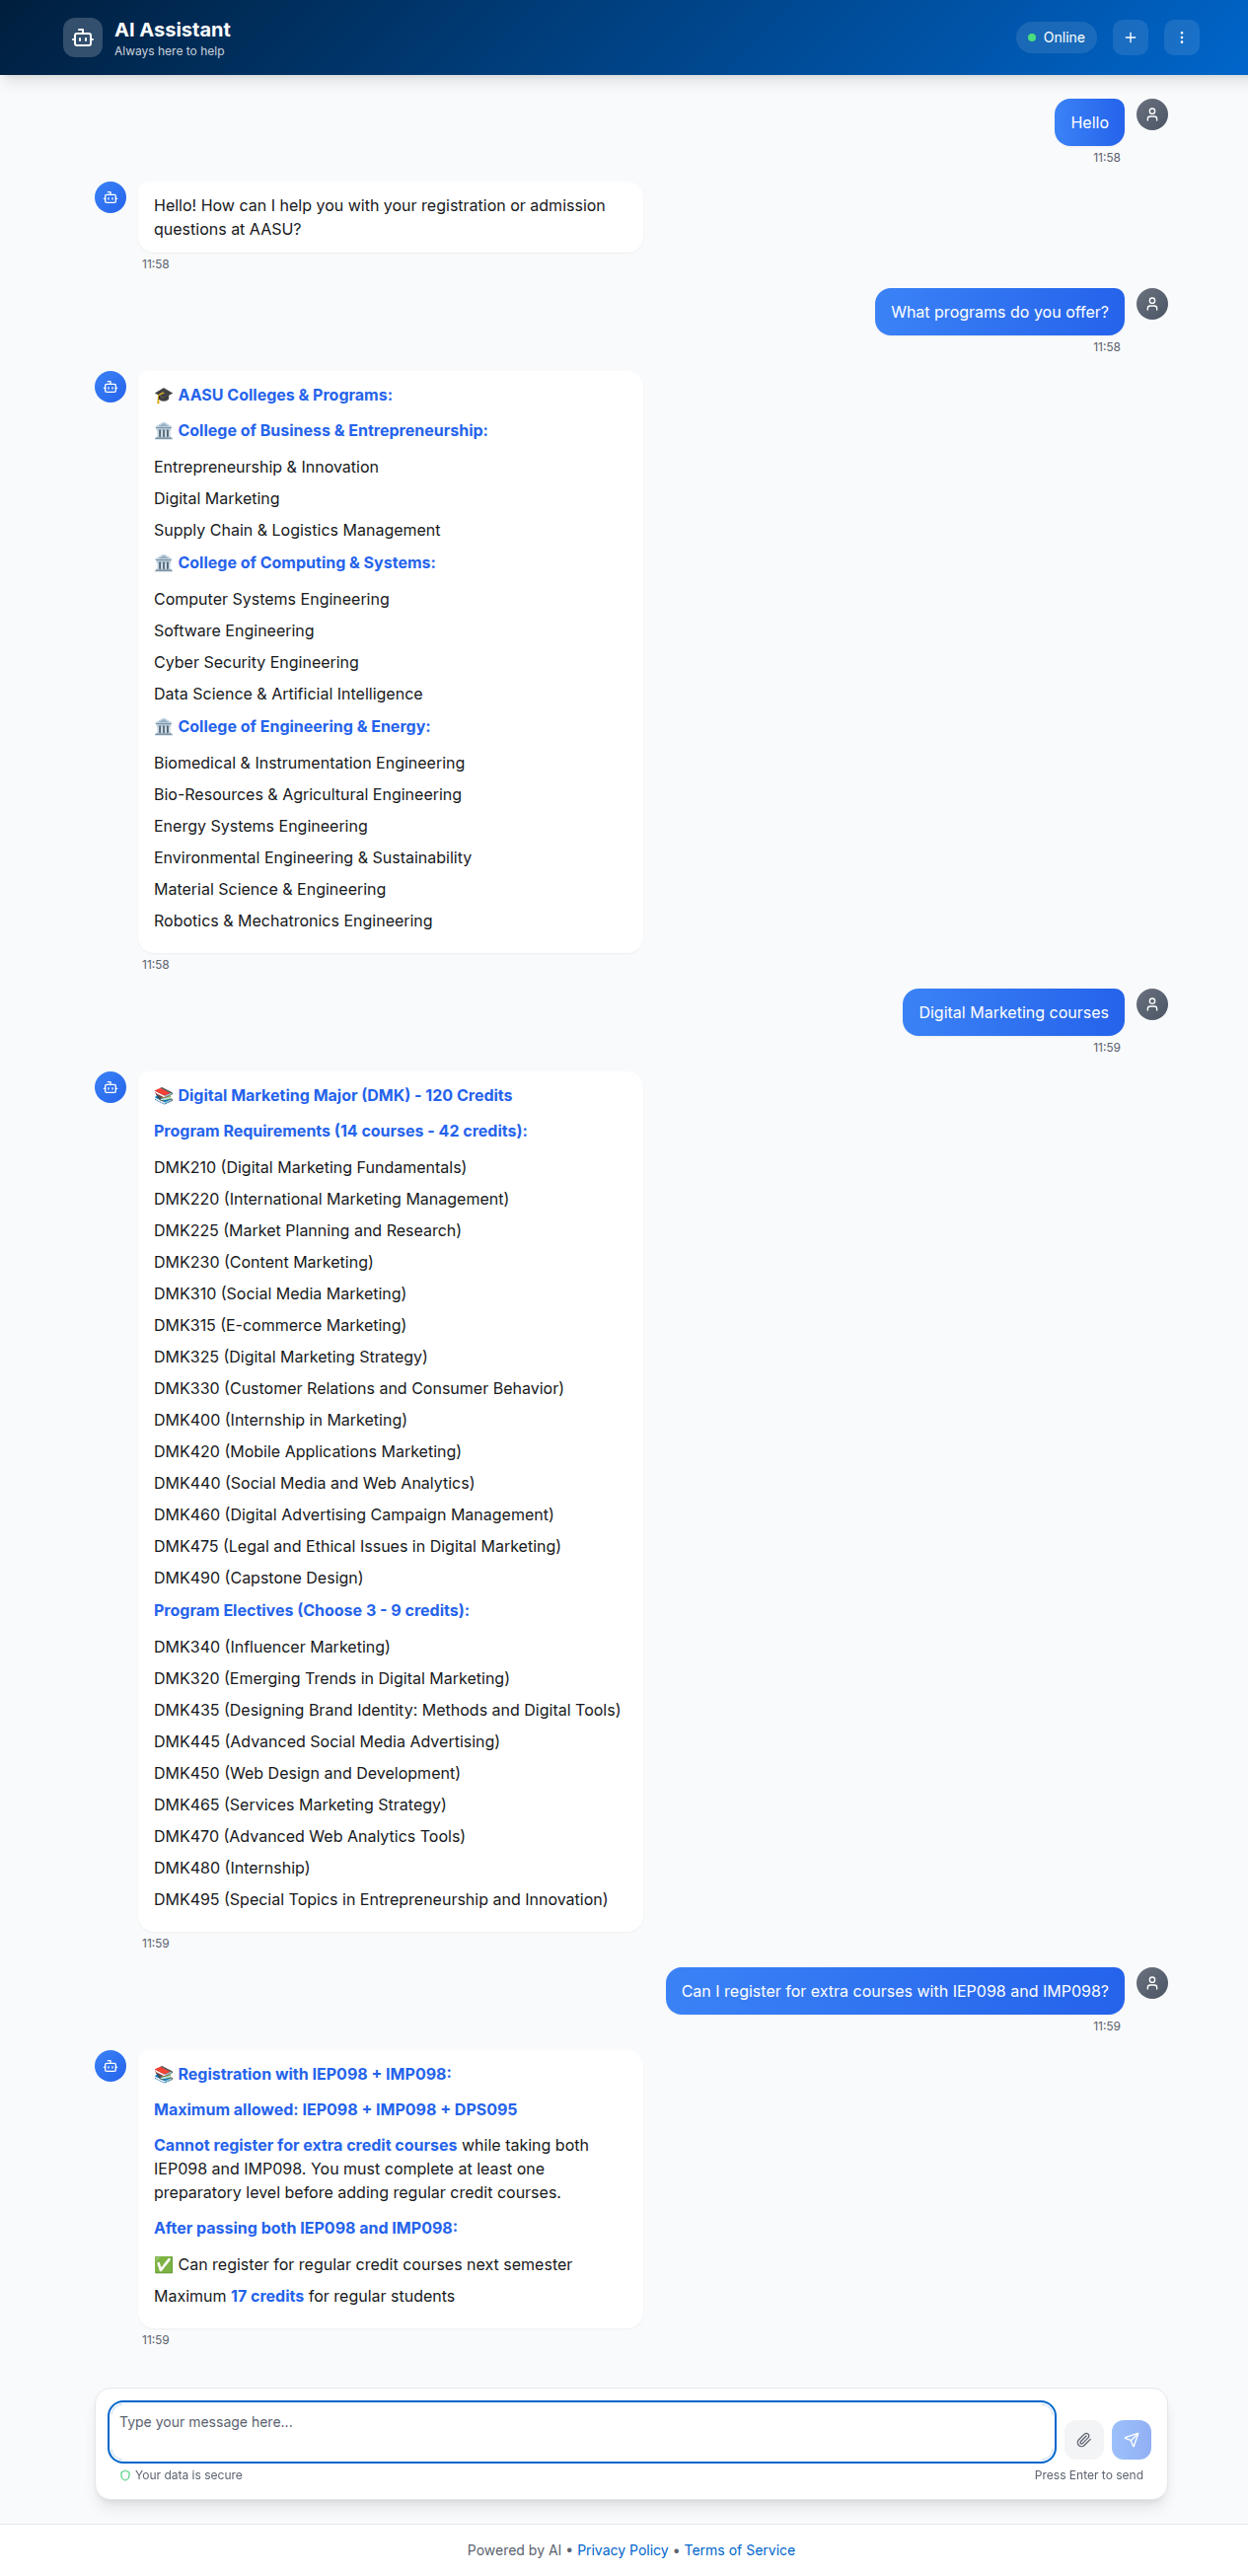 AI Assistant
Always here to help
Online
Hello
11:58
Hello! How can I help you with your registration or admission
questions at AASU?
11:58
What programs do you offer?
11:58
🎓 AASU Colleges & Programs:
🏛️ College of Business & Entrepreneurship:
Entrepreneurship & Innovation
Digital Marketing
Supply Chain & Logistics Management
🏛️ College of Computing & Systems:
Computer Systems Engineering
Software Engineering
Cyber Security Engineering
Data Science & Artificial Intelligence
🏛️ College of Engineering & Energy:
Biomedical & Instrumentation Engineering
Bio-Resources & Agricultural Engineering
Energy Systems Engineering
Environmental Engineering & Sustainability
Material Science & Engineering
Robotics & Mechatronics Engineering
11:58
Digital Marketing courses
11:59
📚 Digital Marketing Major (DMK) - 120 Credits
Program Requirements (14 courses - 42 credits):
DMK210 (Digital Marketing Fundamentals)
DMK220 (International Marketing Management)
DMK225 (Market Planning and Research)
DMK230 (Content Marketing)
DMK310 (Social Media Marketing)
DMK315 (E-commerce Marketing)
DMK325 (Digital Marketing Strategy)
DMK330 (Customer Relations and Consumer Behavior)
DMK400 (Internship in Marketing)
DMK420 (Mobile Applications Marketing)
DMK440 (Social Media and Web Analytics)
DMK460 (Digital Advertising Campaign Management)
DMK475 (Legal and Ethical Issues in Digital Marketing)
DMK490 (Capstone Design)
Program Electives (Choose 3 - 9 credits):
DMK340 (Influencer Marketing)
DMK320 (Emerging Trends in Digital Marketing)
DMK435 (Designing Brand Identity: Methods and Digital Tools)
DMK445 (Advanced Social Media Advertising)
DMK450 (Web Design and Development)
DMK465 (Services Marketing Strategy)
DMK470 (Advanced Web Analytics Tools)
DMK480 (Internship)
DMK495 (Special Topics in Entrepreneurship and Innovation)
11:59
Can I register for extra courses with IEP098 and IMP098?
11:59
📚 Registration with IEP098 + IMP098:
Maximum allowed: IEP098 + IMP098 + DPS095
Cannot register for extra credit courses while taking both
IEP098 and IMP098. You must complete at least one
preparatory level before adding regular credit courses.
After passing both IEP098 and IMP098:
✅ Can register for regular credit courses next semester
Maximum 17 credits for regular students
11:59
Type your message here...
Your data is secure
Press Enter to send
Powered by AI • Privacy Policy • Terms of Service